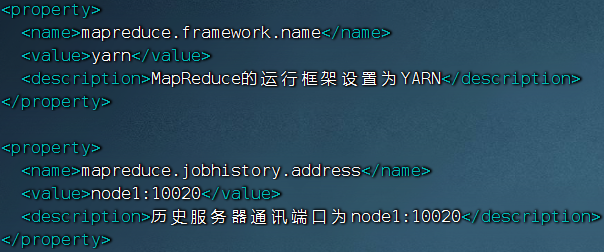 <property>
<name>mapreduce.framework.name</name>
<value>yarn</value>
<description>MapReduce的运行框架设置为YARN</description>
</property>
<property>
<name>mapreduce.jobhistory.address</name>
<value>node1:10020</value>
<description>历史服务器通讯端口为node1:10020</description>
</property>